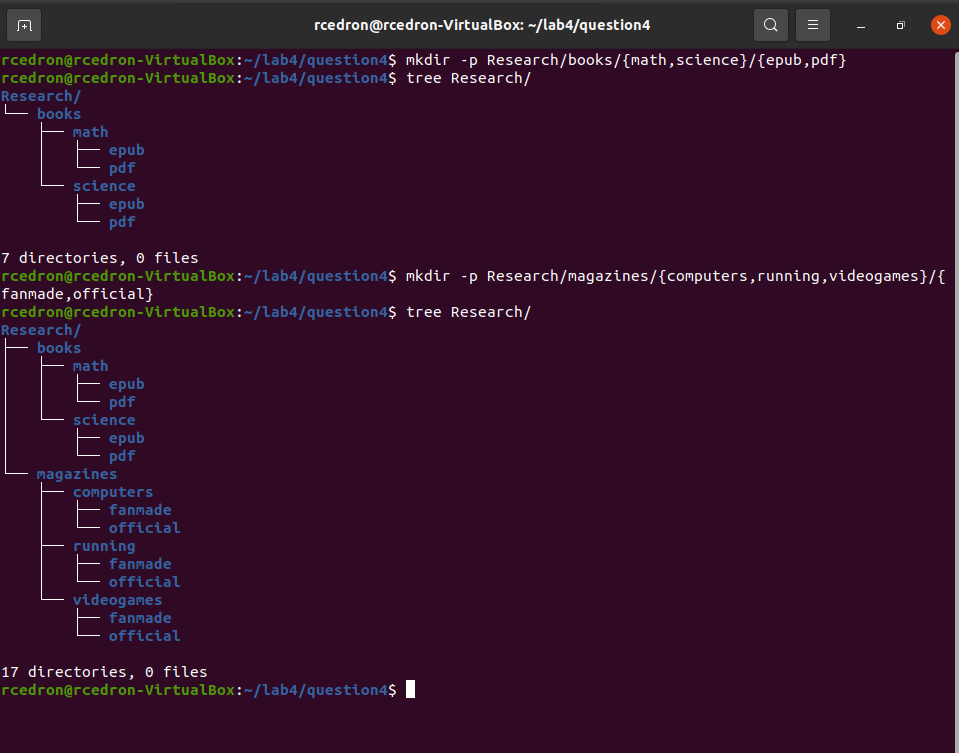 rcedron@rcedron-VirtualBox: ~/lab4/question4
rcedron@rcedron-VirtualBox:~/lab4/question4$ mkdir -p Research/books/{math,science}/{epub,pdf}
rcedron@rcedron-VirtualBox:~/lab4/question4$ tree Research/
Research/
└── books
    ├── math
    │   ├── epub
    │   └── pdf
    └── science
        ├── epub
        └── pdf

7 directories, 0 files
rcedron@rcedron-VirtualBox:~/lab4/question4$ mkdir -p Research/magazines/{computers,running,videogames}/{
fanmade,official}
rcedron@rcedron-VirtualBox:~/lab4/question4$ tree Research/
Research/
├── books
│   ├── math
│   │   ├── epub
│   │   └── pdf
│   └── science
│       ├── epub
│       └── pdf
└── magazines
    ├── computers
    │   ├── fanmade
    │   └── official
    ├── running
    │   ├── fanmade
    │   └── official
    └── videogames
        ├── fanmade
        └── official

17 directories, 0 files
rcedron@rcedron-VirtualBox:~/lab4/question4$